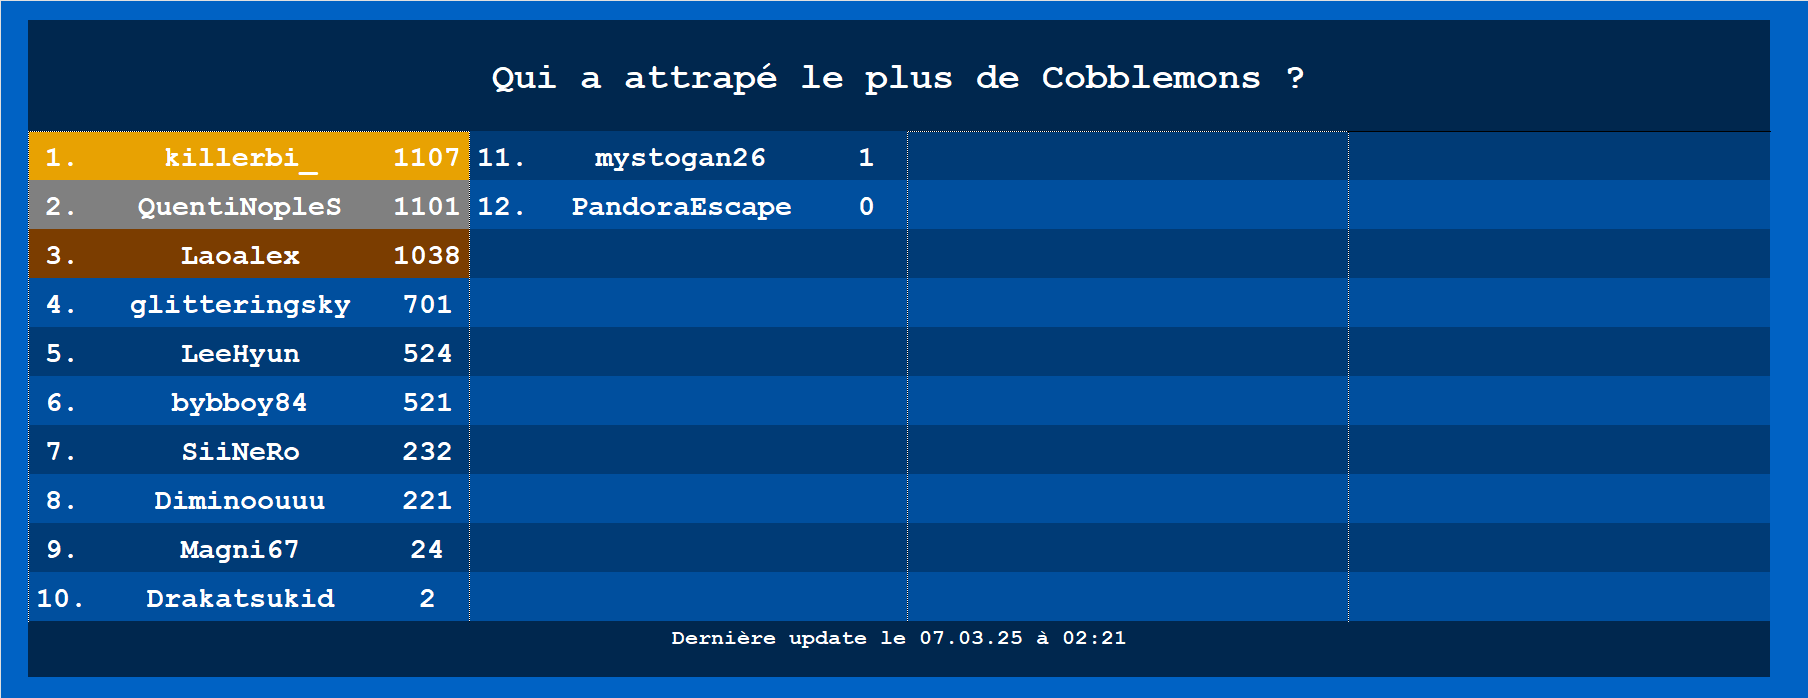 Qui a attrapé le plus de Cobblemons ?
1. killerbi_ 1107
2. QuentiNopleS 1101
3. Laoalex 1038
4. glitteringsky 701
5. LeeHyun 524
6. bybboy84 521
7. SiiNeRo 232
8. Diminoouuu 221
9. Magni67 24
10. Drakatsukid 2
11. mystogan26 1
12. PandoraEscape 0
Dernière update le 07.03.25 à 02:21